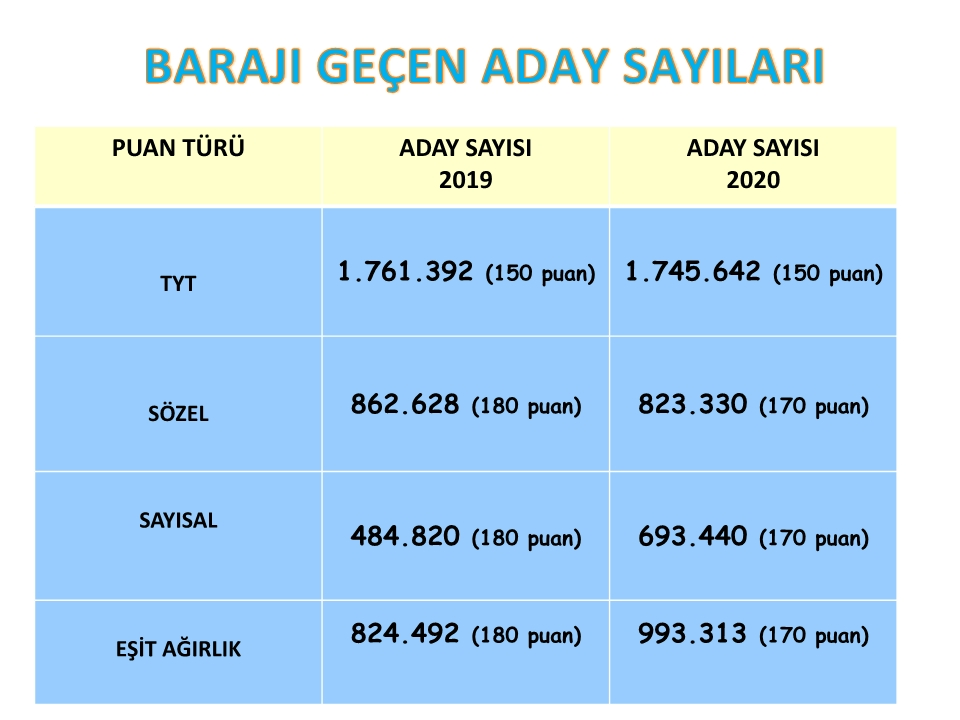 BARAJI GEÇEN ADAY SAYILARI
PUAN TÜRÜ
ADAY SAYISI
2019
ADAY SAYISI
2020
TYT
1.761.392 (150 puan)
1.745.642 (150 puan)
SÖZEL
862.628 (180 puan)
823.330 (170 puan)
SAYISAL
484.820 (180 puan)
693.440 (170 puan)
EŞİT AĞIRLIK
824.492 (180 puan)
993.313 (170 puan)